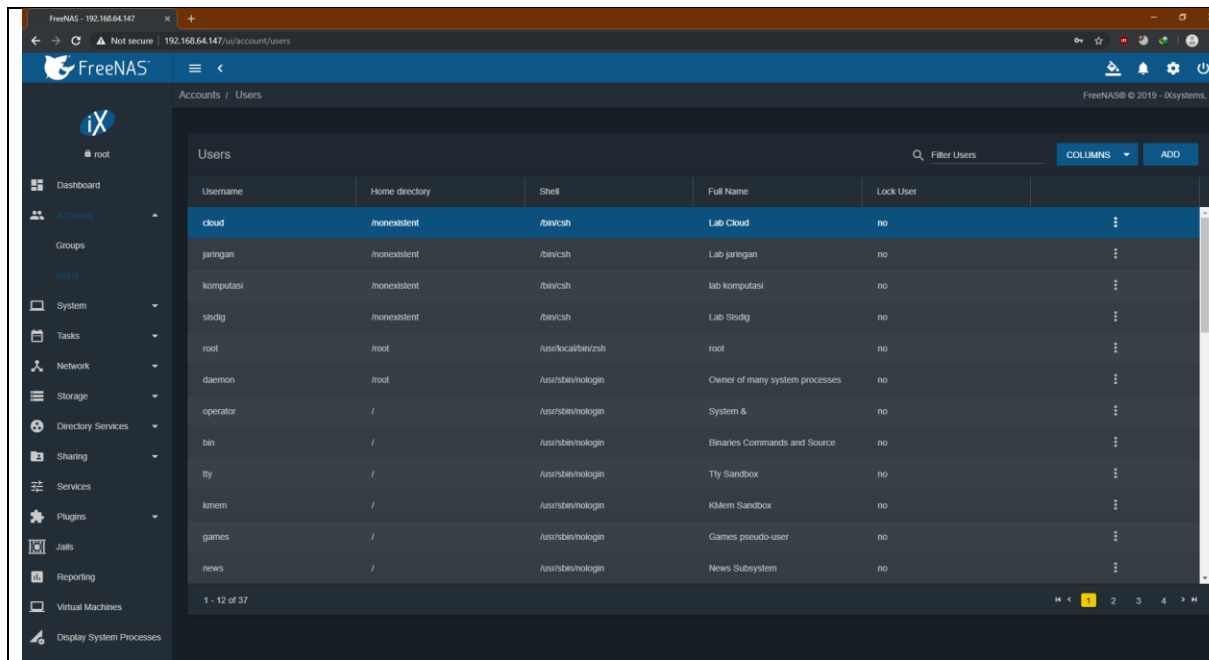 FreeNAS - 192.168.64.147
Not secure | 192.168.64.147/ui/account/users
FreeNAS
Accounts / Users
FreeNAS® © 2019 - iXsystems,
iX
root
Dashboard
Accounts
Groups
Users
System
Tasks
Network
Storage
Directory Services
Sharing
Services
Plugins
Jails
Reporting
Virtual Machines
Display System Processes
Users
Filter Users
COLUMNS
ADD
Username Home directory Shell Full Name Lock User
cloud /nonexistent /bin/csh Lab Cloud no
jaringan /nonexistent /bin/csh Lab jaringan no
komputasi /nonexistent /bin/csh lab komputasi no
sisdig /nonexistent /bin/csh Lab Sisdig no
root /root /usr/local/bin/zsh root no
daemon /root /usr/sbin/nologin Owner of many system processes no
operator / /usr/sbin/nologin System & no
bin / /usr/sbin/nologin Binaries Commands and Source no
tty / /usr/sbin/nologin Tty Sandbox no
kmem / /usr/sbin/nologin KMem Sandbox no
games / /usr/sbin/nologin Games pseudo-user no
news / /usr/sbin/nologin News Subsystem no
1 - 12 of 37
1 2 3 4